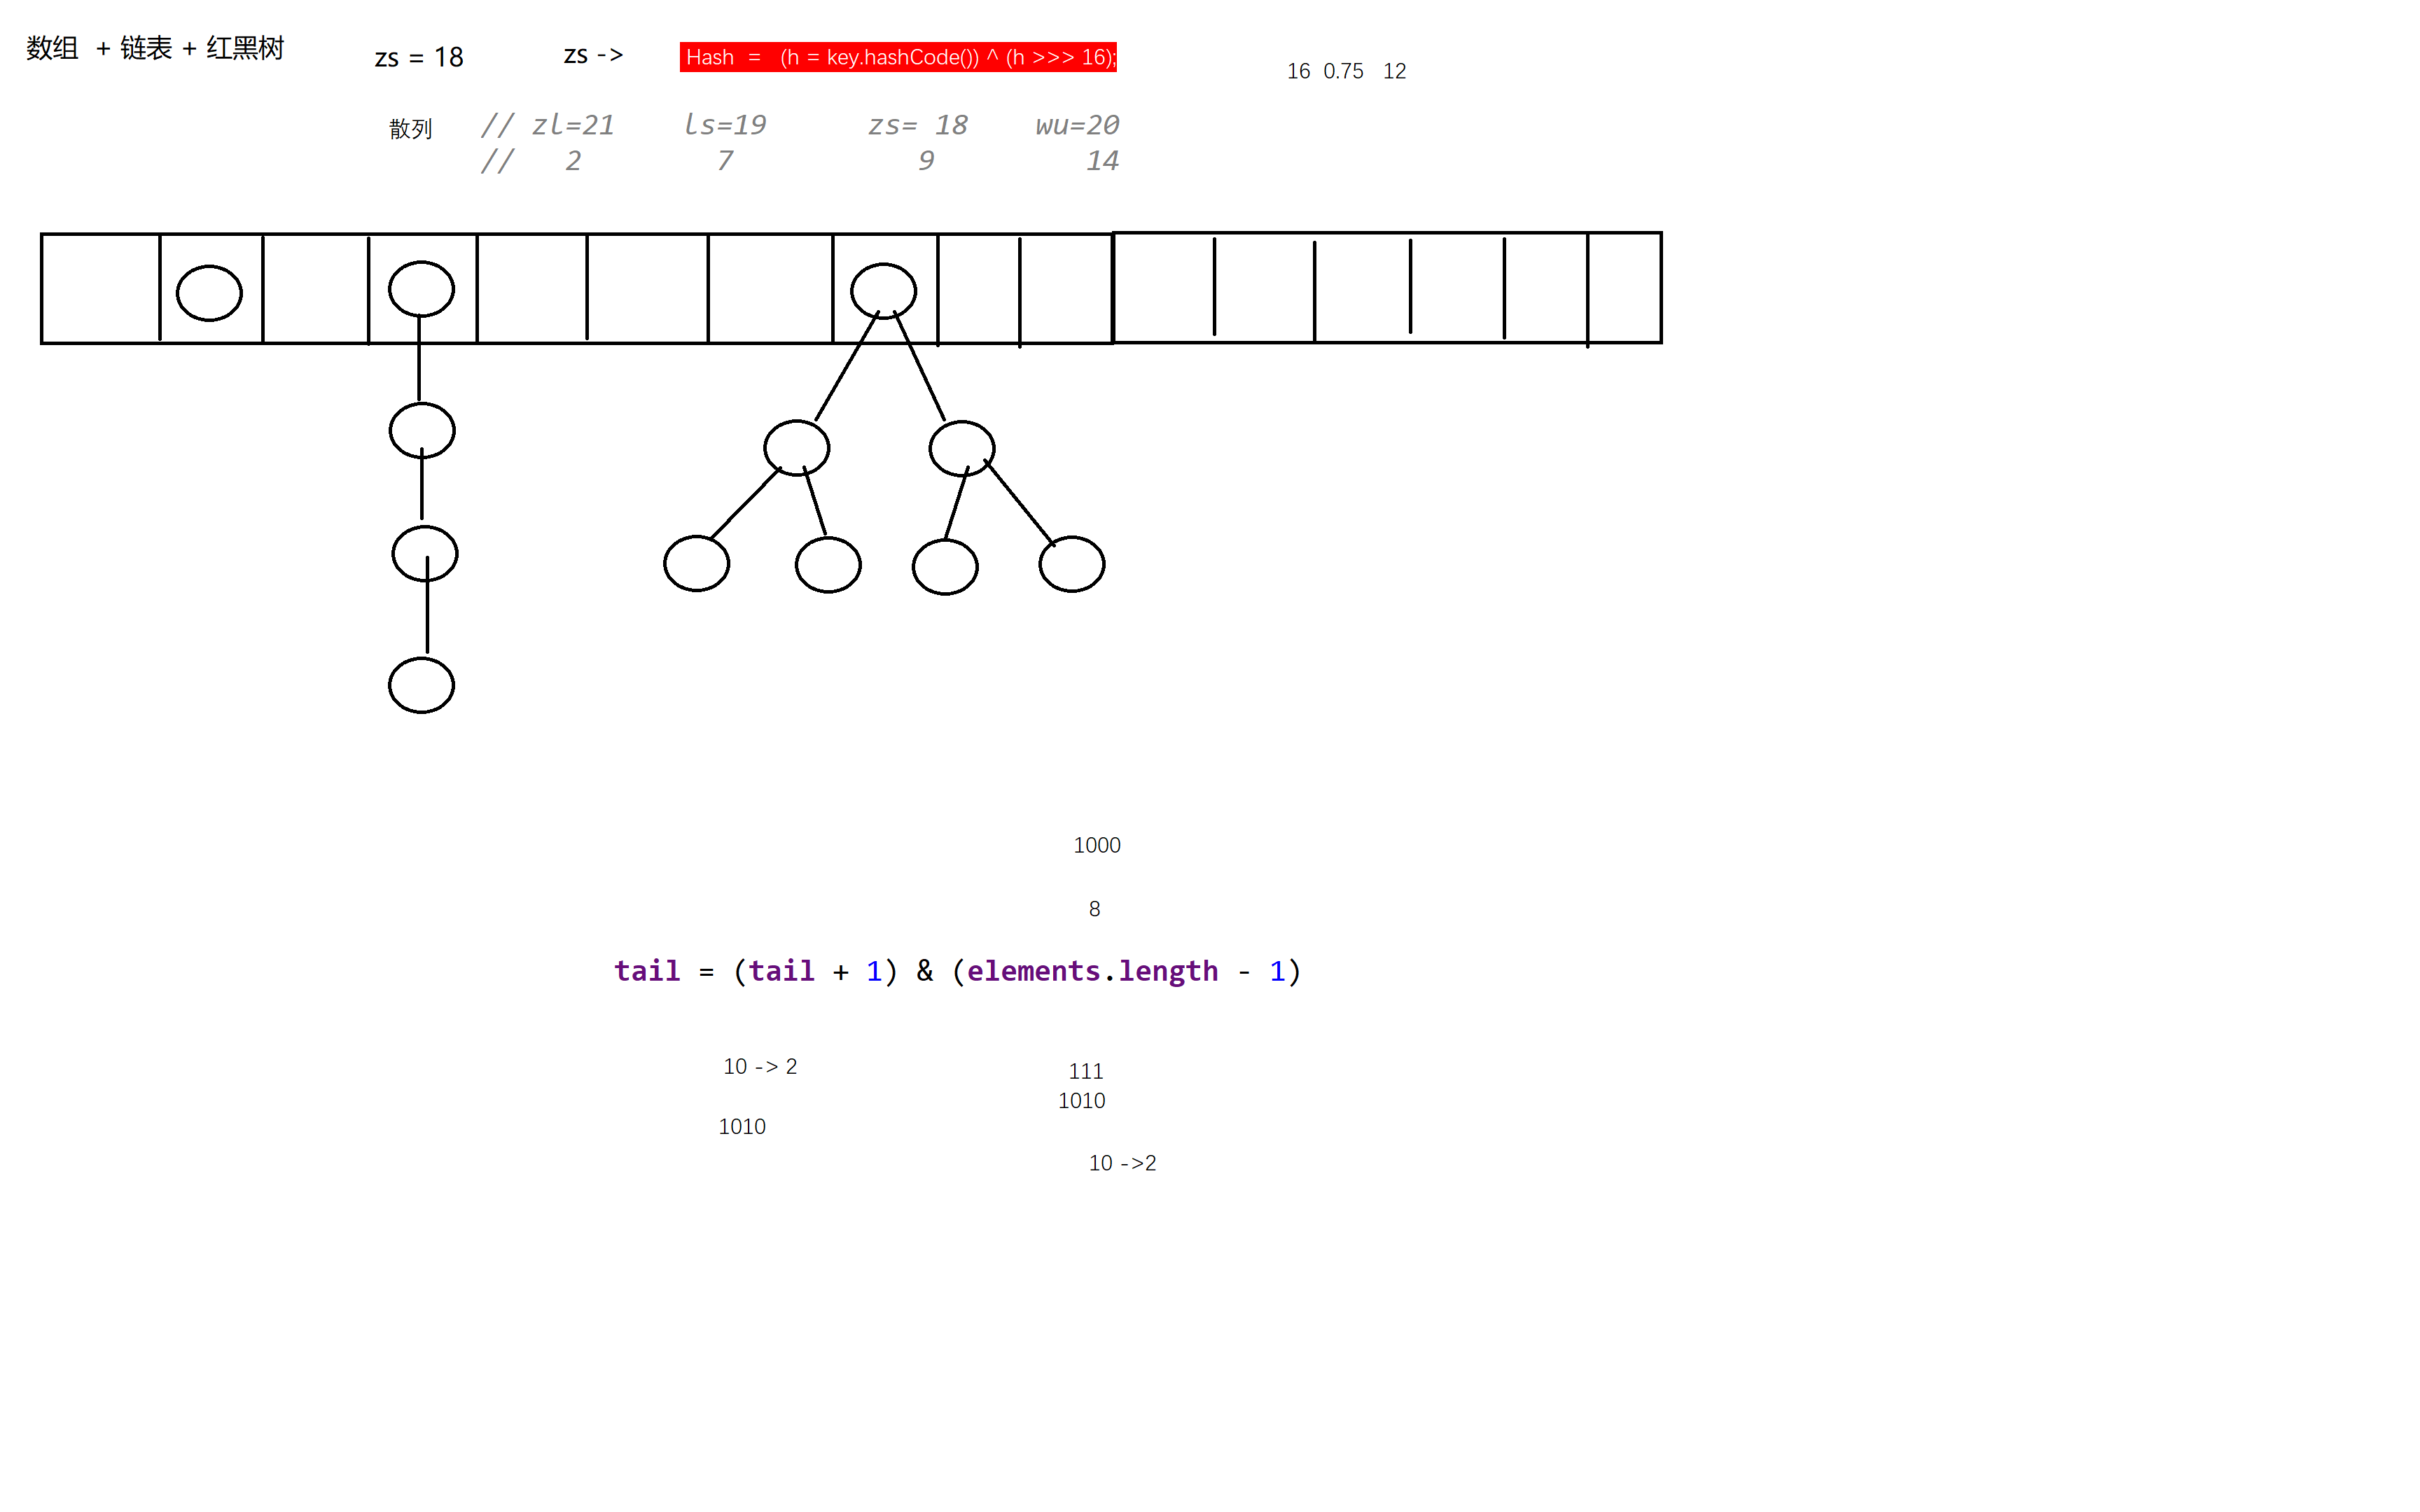 数组 + 链表 + 红黑树
zs = 18
zs ->
Hash = (h = key.hashCode()) ^ (h >>> 16);
16 0.75 12
散列
// zl=21 ls=19 zs= 18 wu=20
// 2 7 9 14
1000
8
tail = (tail + 1) & (elements.length - 1)
10 -> 2
111
1010
1010
10 ->2